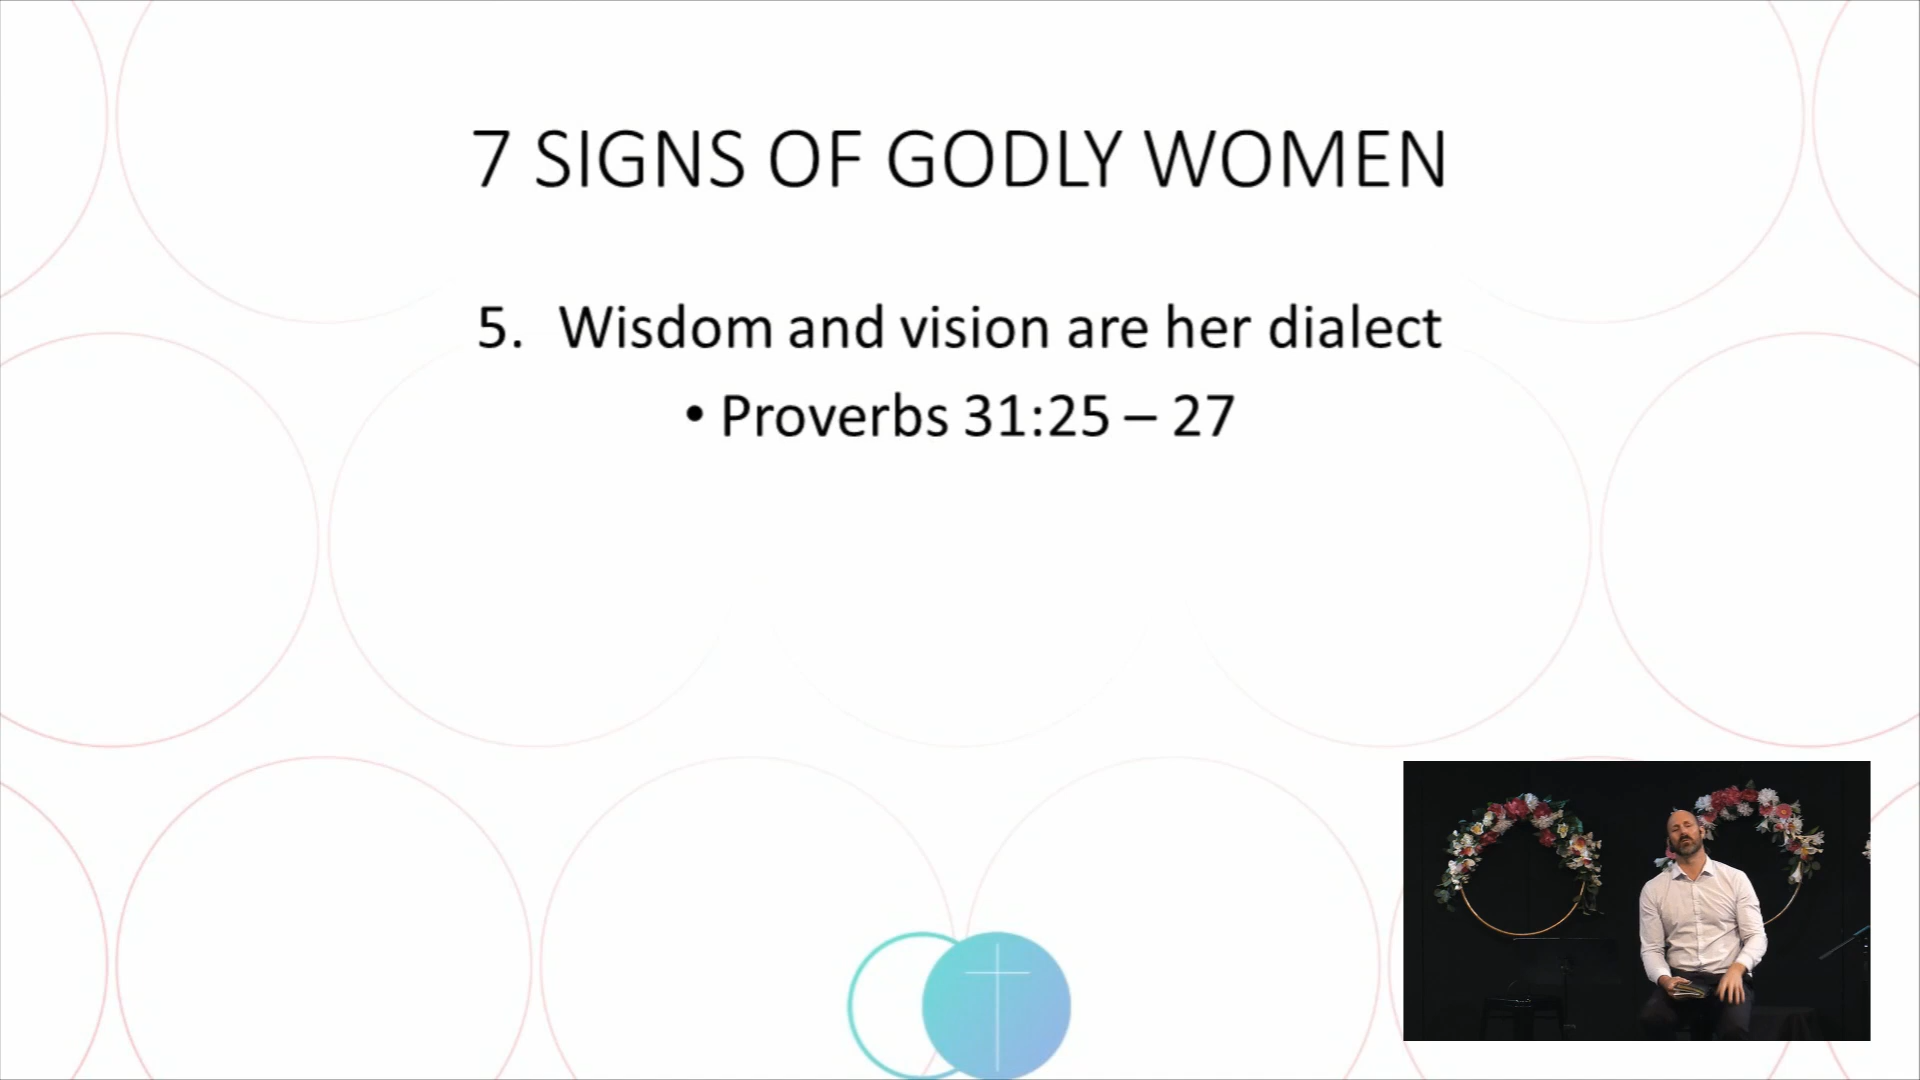 7 SIGNS OF GODLY WOMEN
5. Wisdom and vision are her dialect
• Proverbs 31:25 – 27